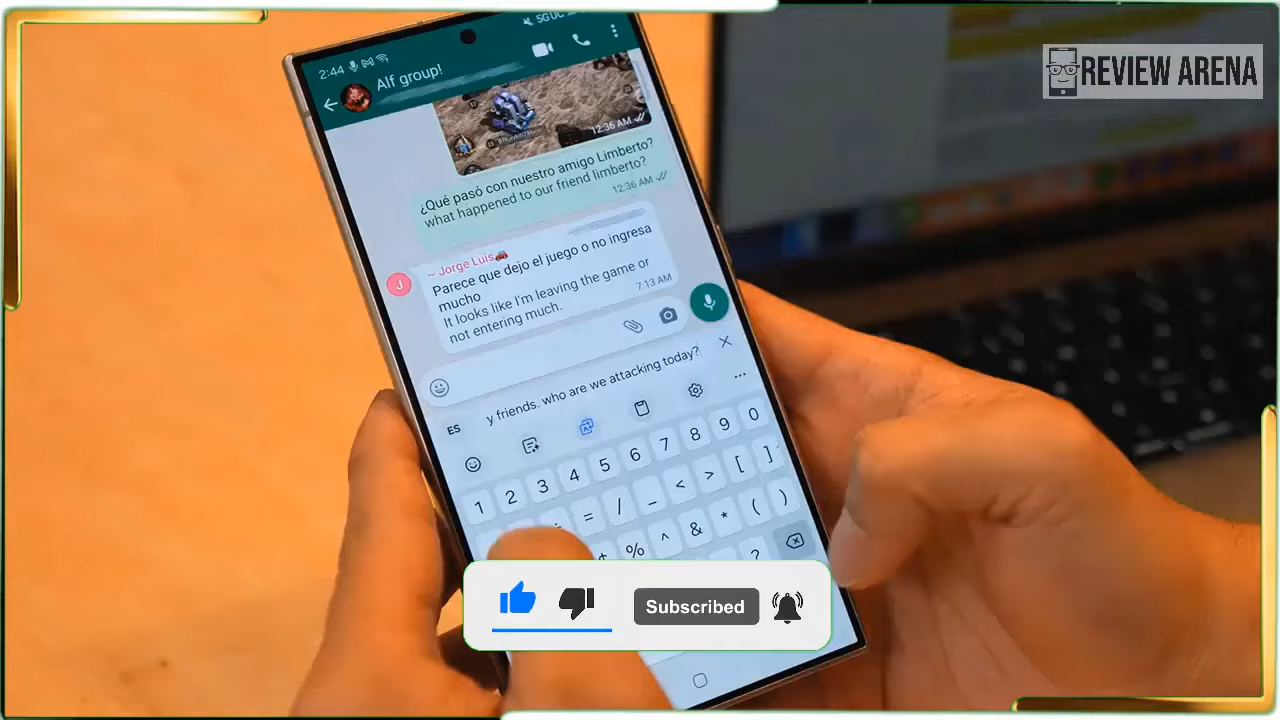 REVIEW ARENA
2:44
5G UC
Alf group!
12:36 AM
¿Qué pasó con nuestro amigo Limberto?
what happened to our friend limberto?
12:36 AM
~ Jorge Luis
J
Parece que dejo el juego o no ingresa
mucho
It looks like I'm leaving the game or
not entering much.
7:13 AM
ES
y friends. who are we attacking today?
1 2 3 4 5 6 7 8 9 0
÷ = / _ < > [ ]
% ^ & * ( )
?
Subscribed